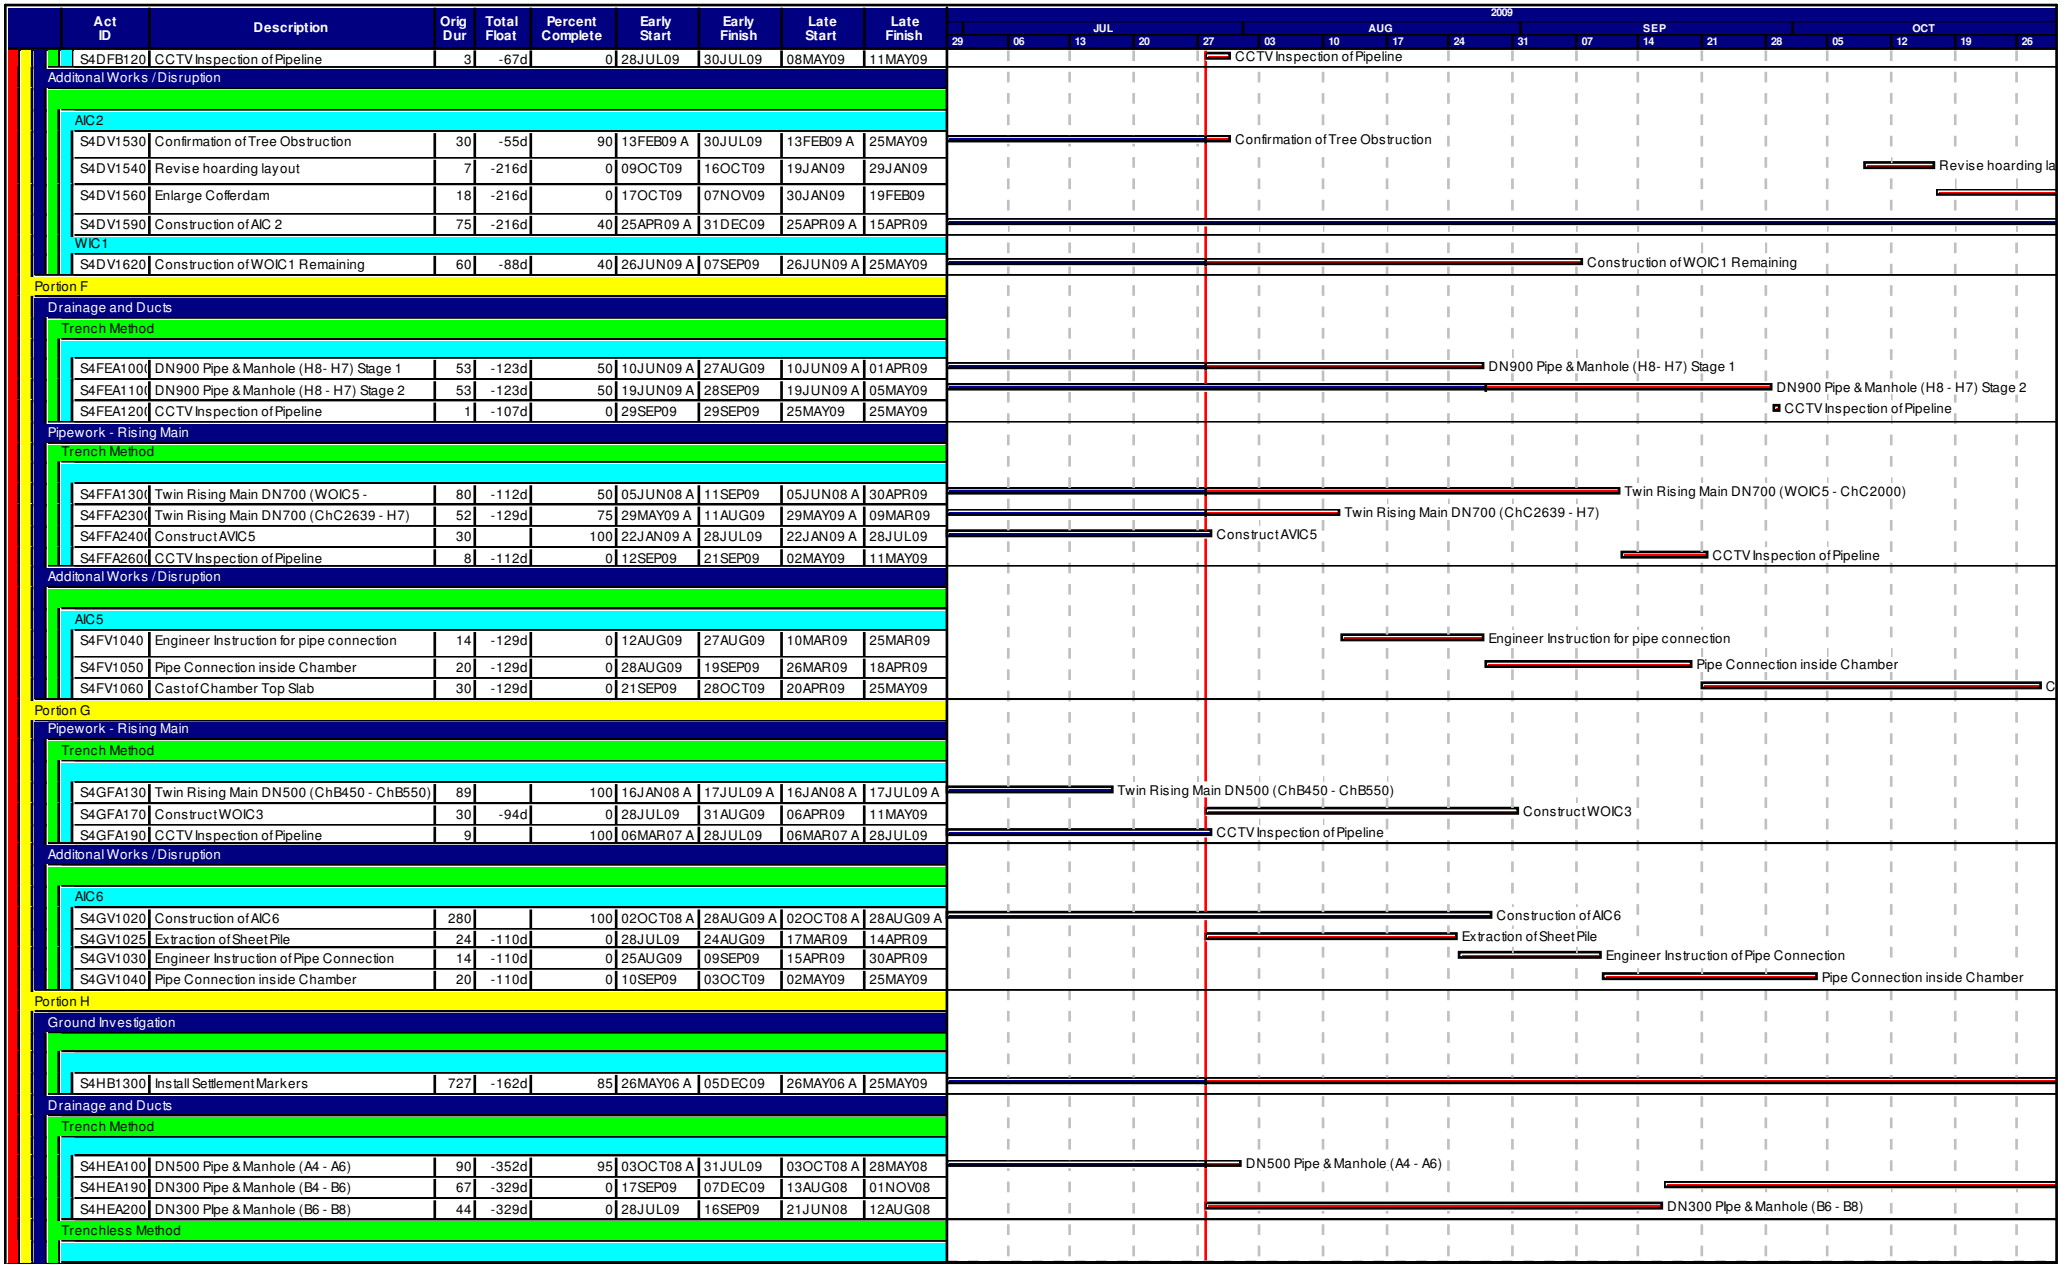 2009
Act ID Description Orig Dur Total Float Percent Complete Early Start Early Finish Late Start Late Finish
JUL AUG SEP OCT
29 06 13 20 27 03 10 17 24 31 07 14 21 28 05 12 19 26
S4DFB120 CCTV Inspection of Pipeline 3 -67d 0 28JUL09 30JUL09 08MAY09 11MAY09 CCTV Inspection of Pipeline
Additonal Works / Disruption
AIC2
S4DV1530 Confirmation of Tree Obstruction 30 -55d 90 13FEB09 A 30JUL09 13FEB09 A 25MAY09 Confirmation of Tree Obstruction
S4DV1540 Revise hoarding layout 7 -216d 0 09OCT09 16OCT09 19JAN09 29JAN09 Revise hoarding la
S4DV1560 Enlarge Cofferdam 18 -216d 0 17OCT09 07NOV09 30JAN09 19FEB09
S4DV1590 Construction of AIC 2 75 -216d 40 25APR09 A 31DEC09 25APR09 A 15APR09
WIC1
S4DV1620 Construction of WOIC1 Remaining 60 -88d 40 26JUN09 A 07SEP09 26JUN09 A 25MAY09 Construction of WOIC1 Remaining
Portion F
Drainage and Ducts
Trench Method
S4FEA100 DN900 Pipe & Manhole (H8- H7) Stage 1 53 -123d 50 10JUN09 A 27AUG09 10JUN09 A 01APR09 DN900 Pipe & Manhole (H8- H7) Stage 1
S4FEA110 DN900 Pipe & Manhole (H8 - H7) Stage 2 53 -123d 50 19JUN09 A 28SEP09 19JUN09 A 05MAY09 DN900 Pipe & Manhole (H8 - H7) Stage 2
S4FEA120 CCTV Inspection of Pipeline 1 -107d 0 29SEP09 29SEP09 25MAY09 25MAY09 CCTV Inspection of Pipeline
Pipework - Rising Main
Trench Method
S4FFA130 Twin Rising Main DN700 (WOIC5 - 80 -112d 50 05JUN08 A 11SEP09 05JUN08 A 30APR09 Twin Rising Main DN700 (WOIC5 - ChC2000)
S4FFA230 Twin Rising Main DN700 (ChC2639 - H7) 52 -129d 75 29MAY09 A 11AUG09 29MAY09 A 09MAR09 Twin Rising Main DN700 (ChC2639 - H7)
S4FFA240 Construct AVIC5 30 100 22JAN09 A 28JUL09 22JAN09 A 28JUL09 Construct AVIC5
S4FFA260 CCTV Inspection of Pipeline 8 -112d 0 12SEP09 21SEP09 02MAY09 11MAY09 CCTV Inspection of Pipeline
Additonal Works / Disruption
AIC5
S4FV1040 Engineer Instruction for pipe connection 14 -129d 0 12AUG09 27AUG09 10MAR09 25MAR09 Engineer Instruction for pipe connection
S4FV1050 Pipe Connection inside Chamber 20 -129d 0 28AUG09 19SEP09 26MAR09 18APR09 Pipe Connection inside Chamber
S4FV1060 Cast of Chamber Top Slab 30 -129d 0 21SEP09 28OCT09 20APR09 25MAY09 C
Portion G
Pipework - Rising Main
Trench Method
S4GFA130 Twin Rising Main DN500 (ChB450 - ChB550) 89 100 16JAN08 A 17JUL09 A 16JAN08 A 17JUL09 A Twin Rising Main DN500 (ChB450 - ChB550)
S4GFA170 Construct WOIC3 30 -94d 0 28JUL09 31AUG09 06APR09 11MAY09 Construct WOIC3
S4GFA190 CCTV Inspection of Pipeline 9 100 06MAR07 A 28JUL09 06MAR07 A 28JUL09 CCTV Inspection of Pipeline
Additonal Works / Disruption
AIC6
S4GV1020 Construction of AIC6 280 100 02OCT08 A 28AUG09 A 02OCT08 A 28AUG09 A Construction of AIC6
S4GV1025 Extraction of Sheet Pile 24 -110d 0 28JUL09 24AUG09 17MAR09 14APR09 Extraction of Sheet Pile
S4GV1030 Engineer Instruction of Pipe Connection 14 -110d 0 25AUG09 09SEP09 15APR09 30APR09 Engineer Instruction of Pipe Connection
S4GV1040 Pipe Connection inside Chamber 20 -110d 0 10SEP09 03OCT09 02MAY09 25MAY09 Pipe Connection inside Chamber
Portion H
Ground Investigation
S4HB1300 Install Settlement Markers 727 -162d 85 26MAY06 A 05DEC09 26MAY06 A 25MAY09
Drainage and Ducts
Trench Method
S4HEA100 DN500 Pipe & Manhole (A4 - A6) 90 -352d 95 03OCT08 A 31JUL09 03OCT08 A 28MAY08 DN500 Pipe & Manhole (A4 - A6)
S4HEA190 DN300 Pipe & Manhole (B4 - B6) 67 -329d 0 17SEP09 07DEC09 13AUG08 01NOV08
S4HEA200 DN300 PIpe & Manhole (B6 - B8) 44 -329d 0 28JUL09 16SEP09 21JUN08 12AUG08 DN300 PIpe & Manhole (B6 - B8)
Trenchless Method